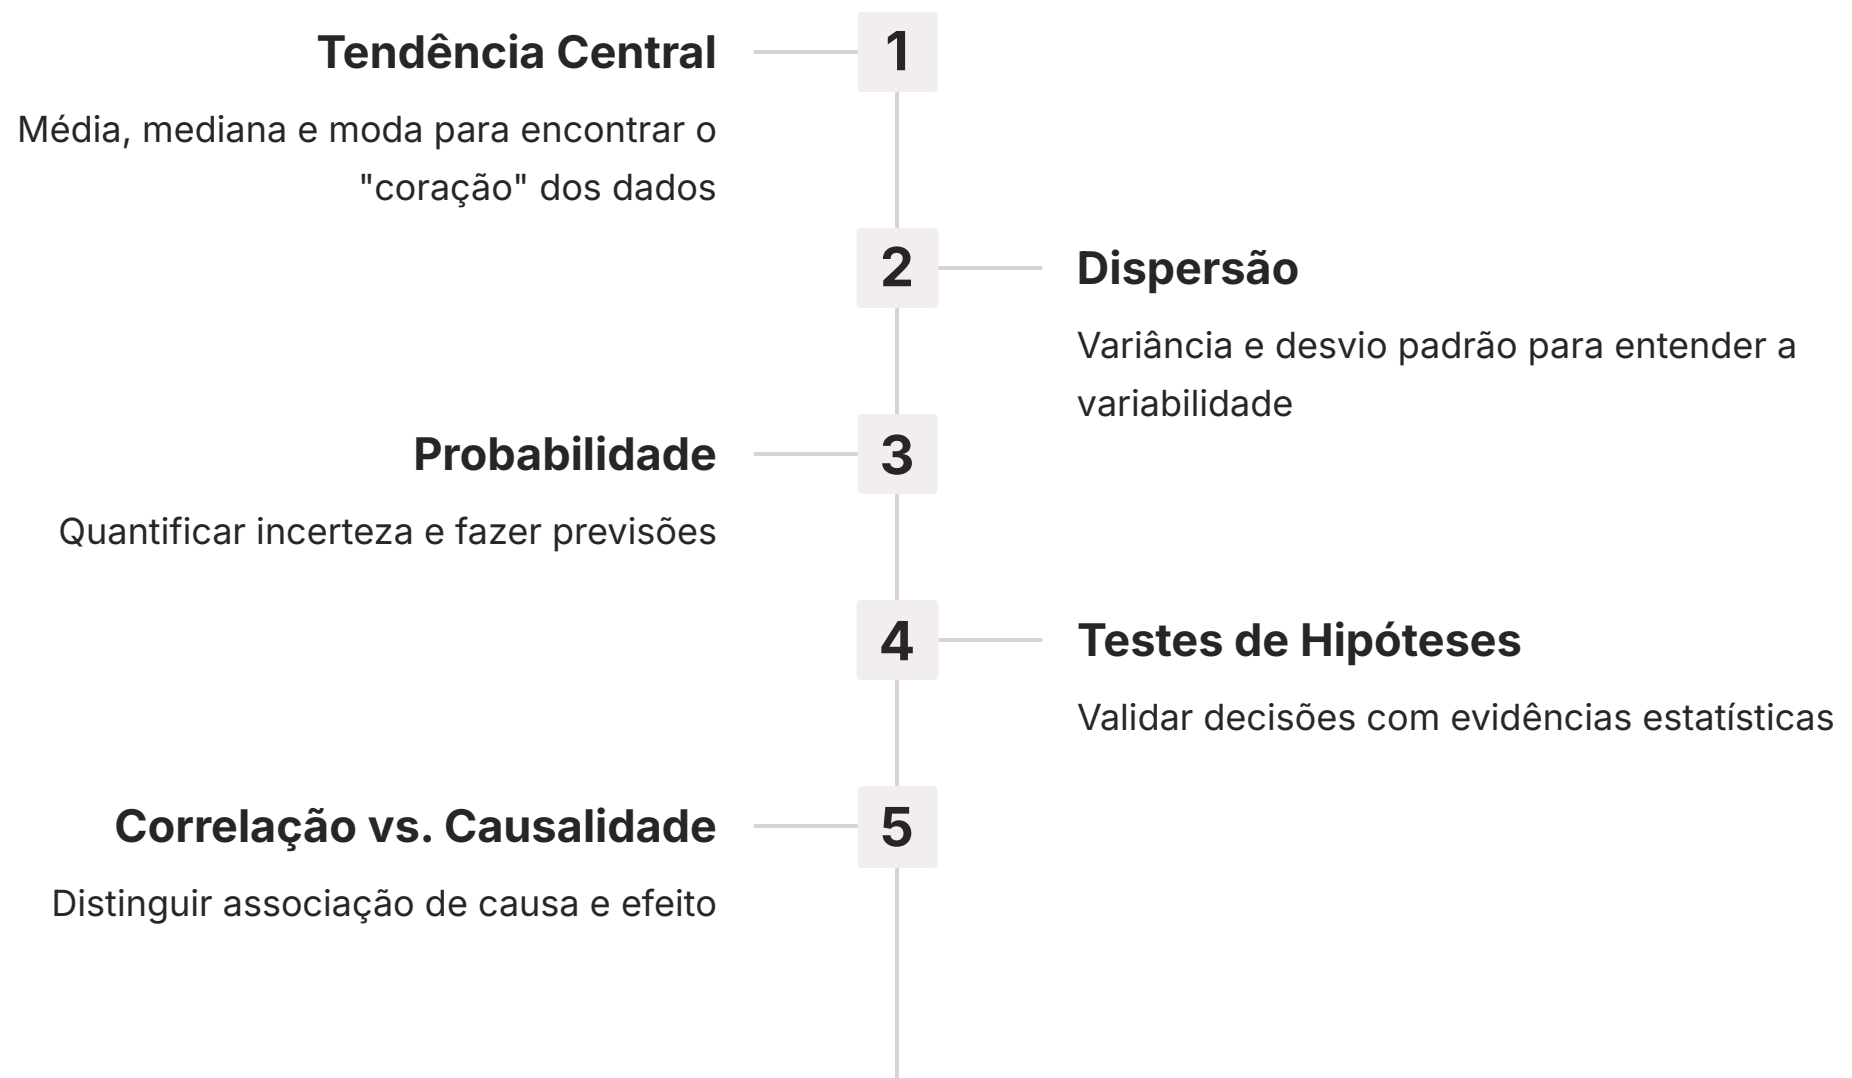 Tendência Central
1
Média, mediana e moda para encontrar o
"coração" dos dados
2
Dispersão
Variância e desvio padrão para entender a
variabilidade
Probabilidade
3
Quantificar incerteza e fazer previsões
4
Testes de Hipóteses
Validar decisões com evidências estatísticas
Correlação vs. Causalidade
5
Distinguir associação de causa e efeito